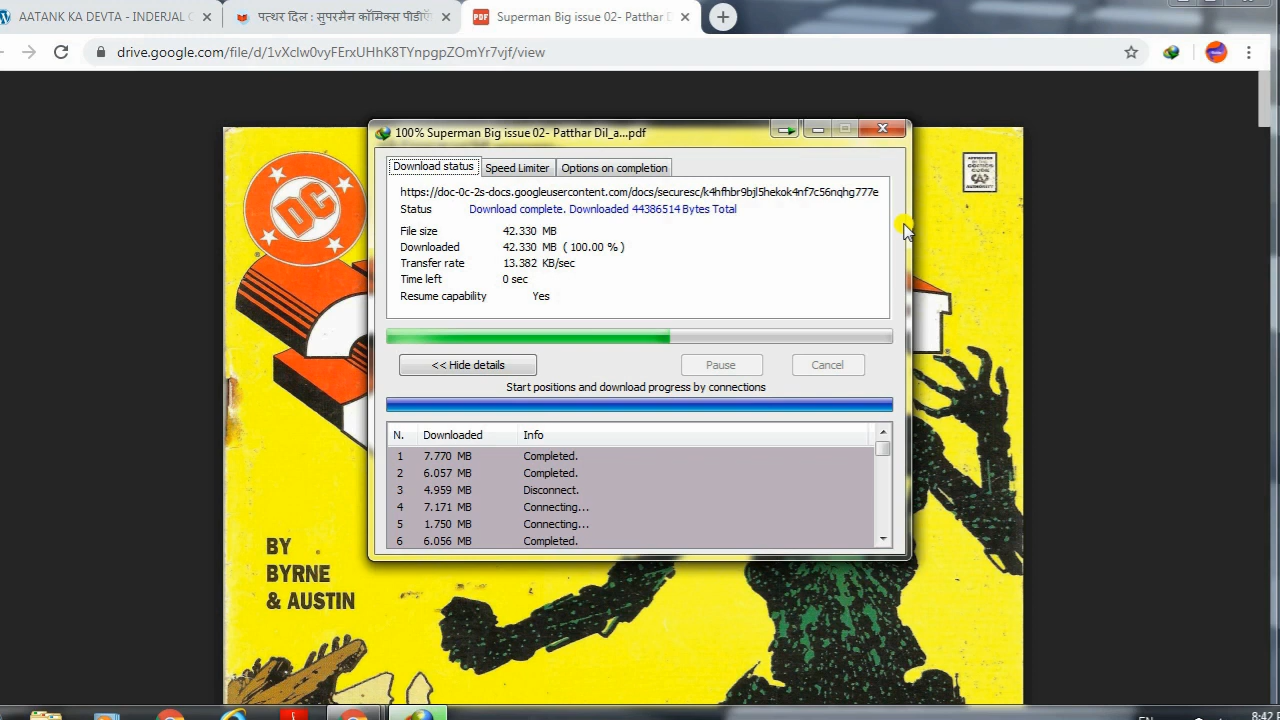 AATANK KA DEVTA - INDERJAL
पत्थर दिल : सुपरमैन कॉमिक्स
Superman Big issue 02- Patthar D
drive.google.com/file/d/1vXclw0vyFErxUHhK8TYnpgpZOmYr7vjf/view
100% Superman Big issue 02- Patthar Dil_a...pdf
Download status Speed Limiter Options on completion
https://doc-0c-2s-docs.googleusercontent.com/docs/securesc/k4hfhbr9bjl5hekok4nf7c56nqhg777e
Status Download complete. Downloaded 44386514 Bytes Total
File size 42.330 MB
Downloaded 42.330 MB ( 100.00 % )
Transfer rate 13.382 KB/sec
Time left 0 sec
Resume capability Yes
<< Hide details Pause Cancel
Start positions and download progress by connections
N. Downloaded Info
1 7.770 MB Completed.
2 6.057 MB Completed.
3 4.959 MB Disconnect.
4 7.171 MB Connecting...
5 1.750 MB Connecting...
6 6.056 MB Completed.
DC
BY
BYRNE
& AUSTIN
8:42